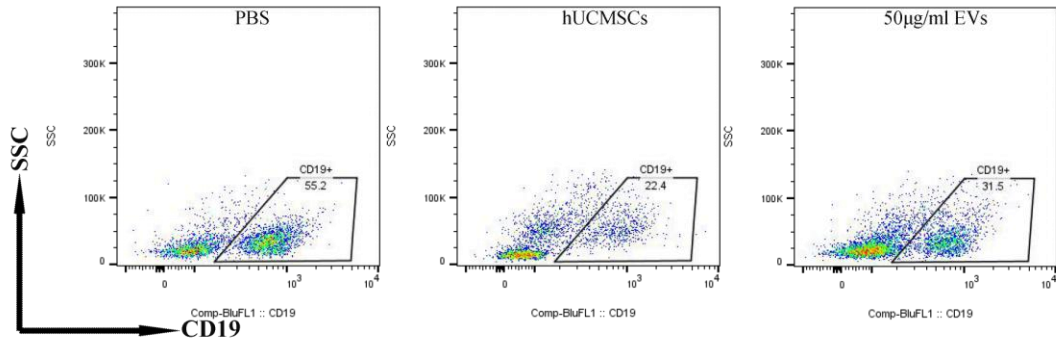 PBS
hUCMSCs
50μg/ml EVs
300K
200K
100K
0
SSC
CD19+
55.2
0
10³
10⁴
Comp-BluFL1 :: CD19
300K
200K
100K
0
SSC
CD19+
22.4
0
10³
10⁴
Comp-BluFL1 :: CD19
300K
200K
100K
0
SSC
CD19+
31.5
0
10³
10⁴
Comp-BluFL1 :: CD19
SSC
CD19